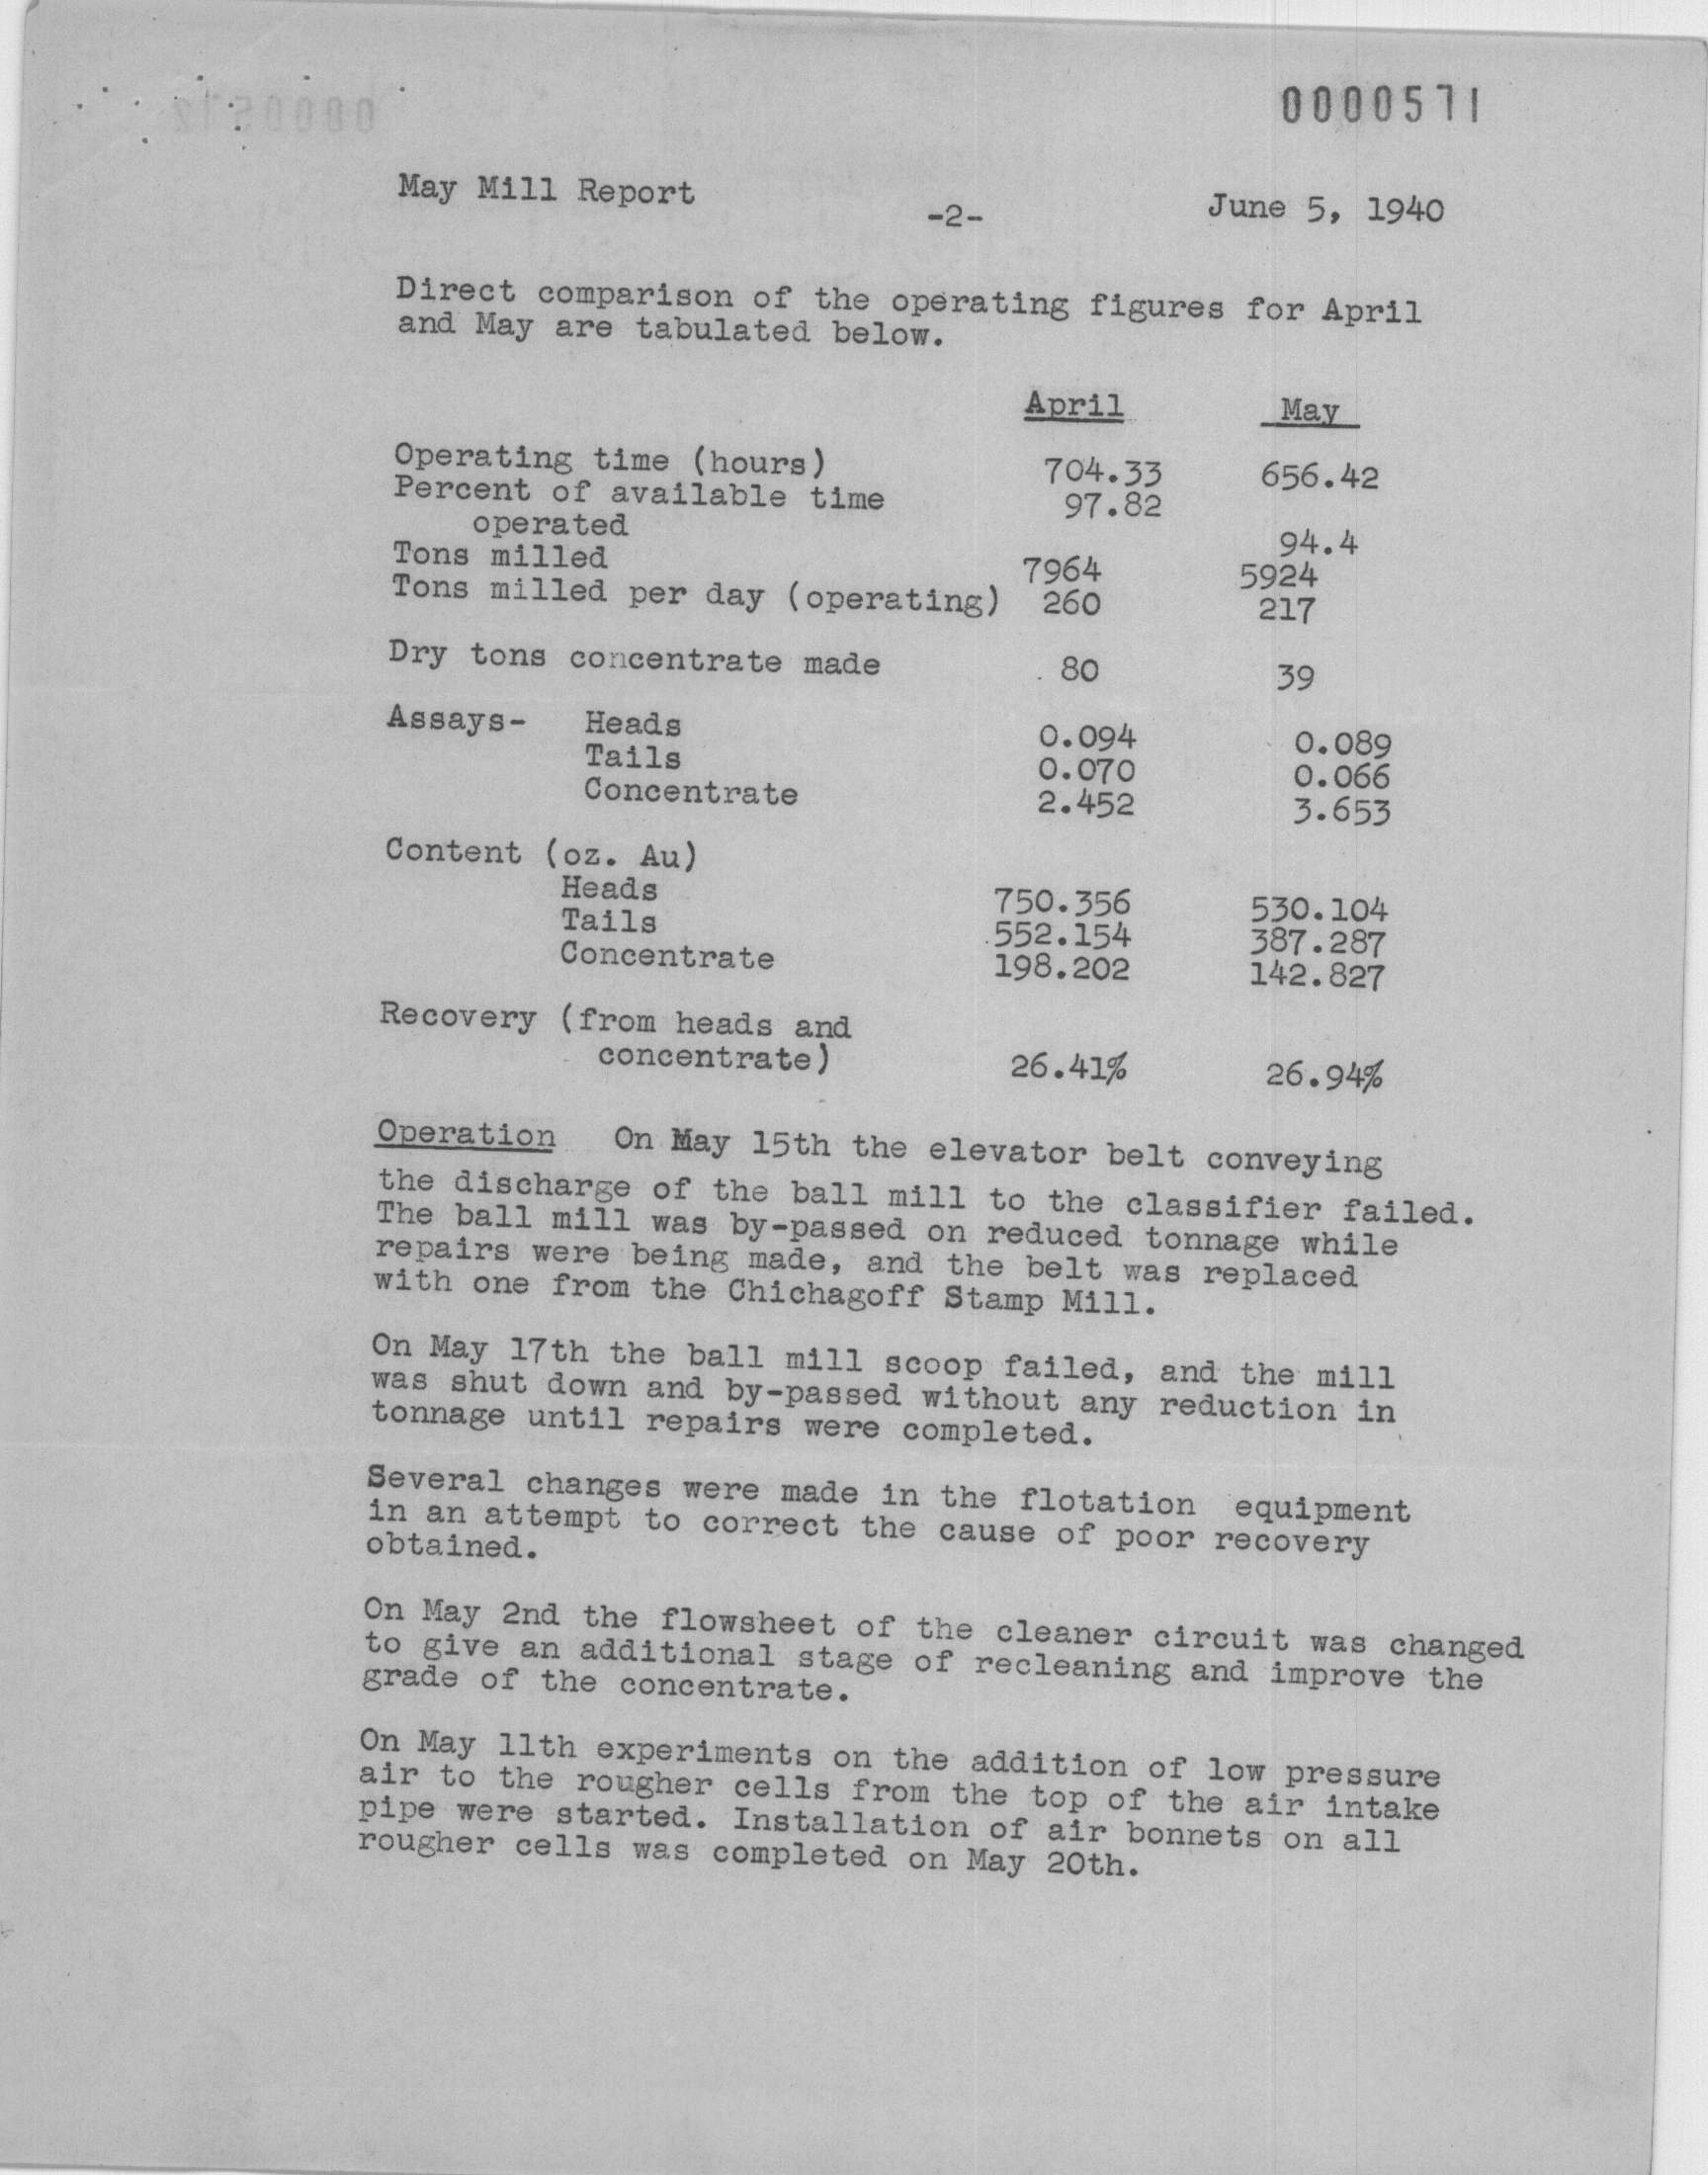 0000571
May Mill Report
-2-
June 5, 1940
Direct comparison of the operating figures for April
and May are tabulated below.
April May
Operating time (hours) 704.33 656.42
Percent of available time 97.82
operated 94.4
Tons milled 7964 5924
Tons milled per day (operating) 260 217
Dry tons concentrate made 80 39
Assays- Heads 0.094 0.089
Tails 0.070 0.066
Concentrate 2.452 3.653
Content (oz. Au)
Heads 750.356 530.104
Tails 552.154 387.287
Concentrate 198.202 142.827
Recovery (from heads and
concentrate) 26.41% 26.94%
Operation On May 15th the elevator belt conveying
the discharge of the ball mill to the classifier failed.
The ball mill was by-passed on reduced tonnage while
repairs were being made, and the belt was replaced
with one from the Chichagoff Stamp Mill.
On May 17th the ball mill scoop failed, and the mill
was shut down and by-passed without any reduction in
tonnage until repairs were completed.
Several changes were made in the flotation equipment
in an attempt to correct the cause of poor recovery
obtained.
On May 2nd the flowsheet of the cleaner circuit was changed
to give an additional stage of recleaning and improve the
grade of the concentrate.
On May 11th experiments on the addition of low pressure
air to the rougher cells from the top of the air intake
pipe were started. Installation of air bonnets on all
rougher cells was completed on May 20th.